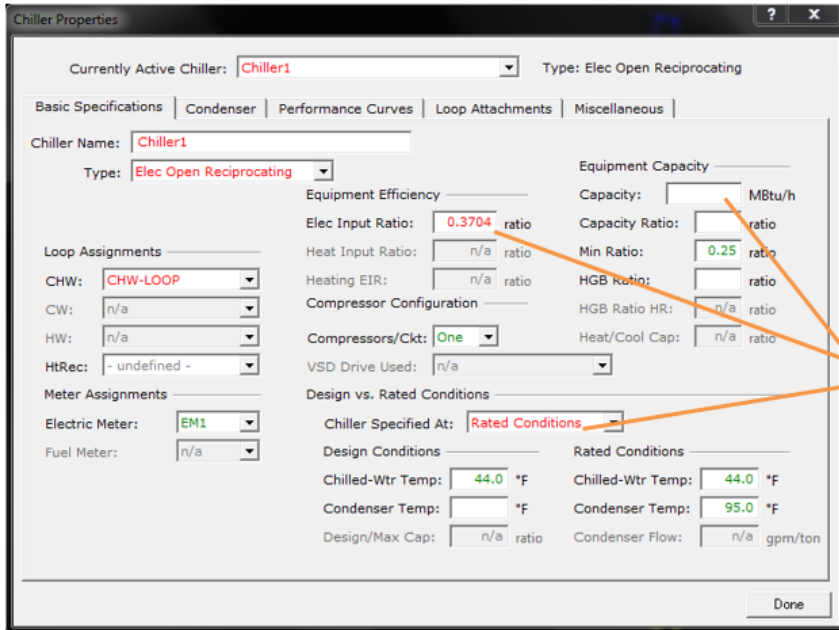 Chiller Properties
? x
Currently Active Chiller: Chiller1 Type: Elec Open Reciprocating
Basic Specifications Condenser Performance Curves Loop Attachments Miscellaneous
Chiller Name: Chiller1
Type: Elec Open Reciprocating
Equipment Capacity
Equipment Efficiency Capacity: MBtu/h
Elec Input Ratio: 0.3704 ratio Capacity Ratio: ratio
Loop Assignments Heat Input Ratio: n/a ratio Min Ratio: 0.25 ratio
CHW: CHW-LOOP Heating EIR: n/a ratio HGB Ratio: ratio
CW: n/a Compressor Configuration HGB Ratio HR: n/a ratio
HW: n/a Compressors/Ckt: One Heat/Cool Cap: n/a ratio
HtRec: - undefined - VSD Drive Used: n/a
Meter Assignments Design vs. Rated Conditions
Electric Meter: EM1 Chiller Specified At: Rated Conditions
Fuel Meter: n/a Design Conditions Rated Conditions
Chilled-Wtr Temp: 44.0 °F Chilled-Wtr Temp: 44.0 °F
Condenser Temp: °F Condenser Temp: 95.0 °F
Design/Max Cap: n/a ratio Condenser Flow: n/a gpm/ton
Done